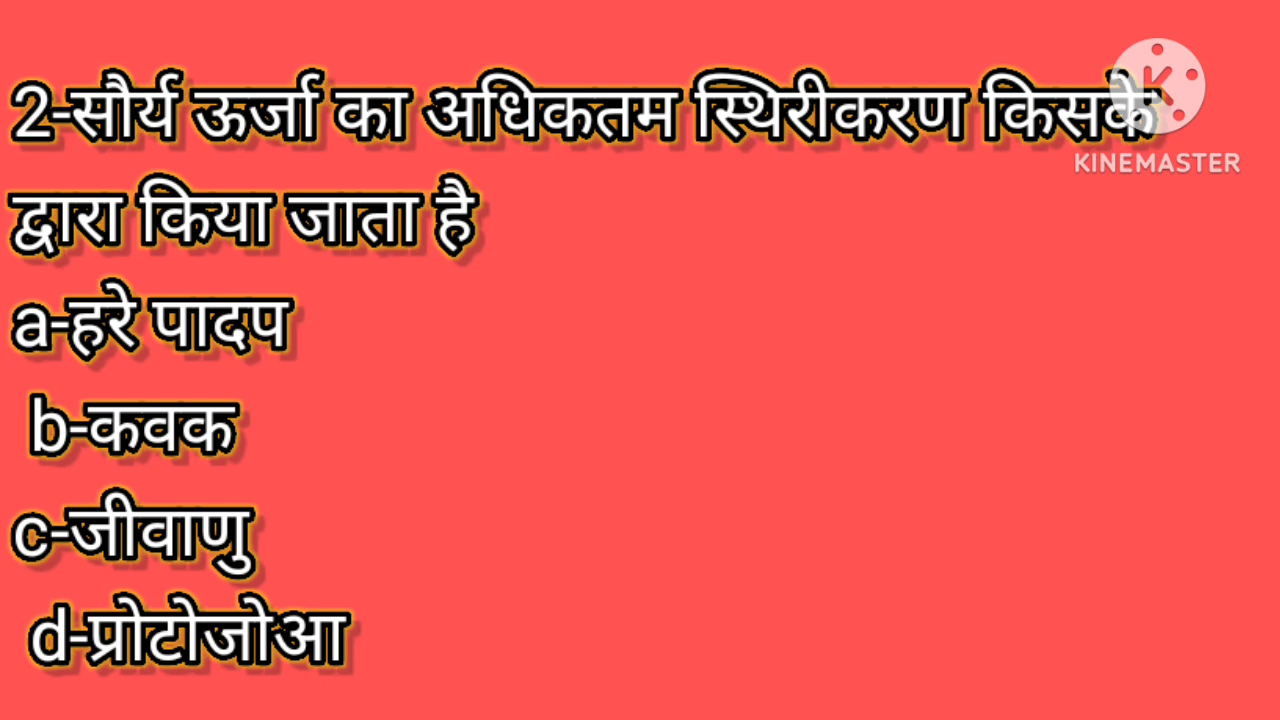 2-सौर्य ऊर्जा का अधिकतम स्थिरीकरण किसके
KINEMASTER
द्वारा किया जाता है
a-हरे पादप
b-कवक
c-जीवाणु
d-प्रोटोजोआ